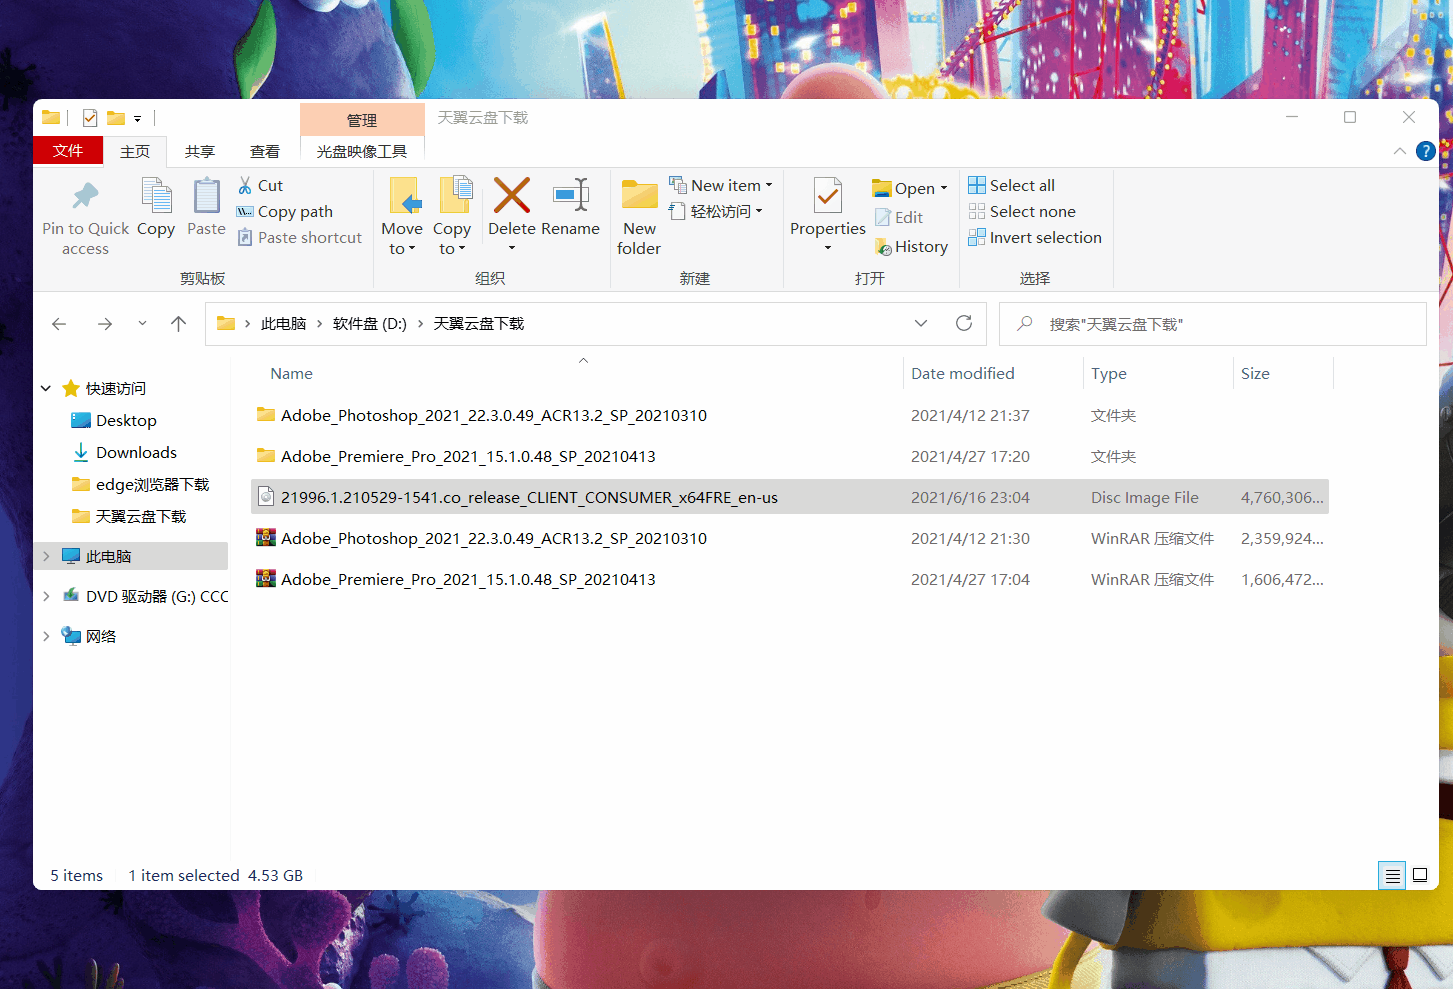 管理
天翼云盘下载
文件
主页
共享
查看
光盘映像工具
?
Pin to Quick access
Copy
Paste
Cut
Copy path
Paste shortcut
剪贴板
Move to
Copy to
Delete
Rename
组织
New folder
New item
轻松访问
新建
Properties
Open
Edit
History
打开
Select all
Select none
Invert selection
选择
此电脑 > 软件盘 (D:) > 天翼云盘下载
搜索"天翼云盘下载"
快速访问
Desktop
Downloads
edge浏览器下载
天翼云盘下载
此电脑
DVD 驱动器 (G:) CCC
网络
Name Date modified Type Size
Adobe_Photoshop_2021_22.3.0.49_ACR13.2_SP_20210310 2021/4/12 21:37 文件夹
Adobe_Premiere_Pro_2021_15.1.0.48_SP_20210413 2021/4/27 17:20 文件夹
21996.1.210529-1541.co_release_CLIENT_CONSUMER_x64FRE_en-us 2021/6/16 23:04 Disc Image File 4,760,306...
Adobe_Photoshop_2021_22.3.0.49_ACR13.2_SP_20210310 2021/4/12 21:30 WinRAR 压缩文件 2,359,924...
Adobe_Premiere_Pro_2021_15.1.0.48_SP_20210413 2021/4/27 17:04 WinRAR 压缩文件 1,606,472...
5 items 1 item selected 4.53 GB